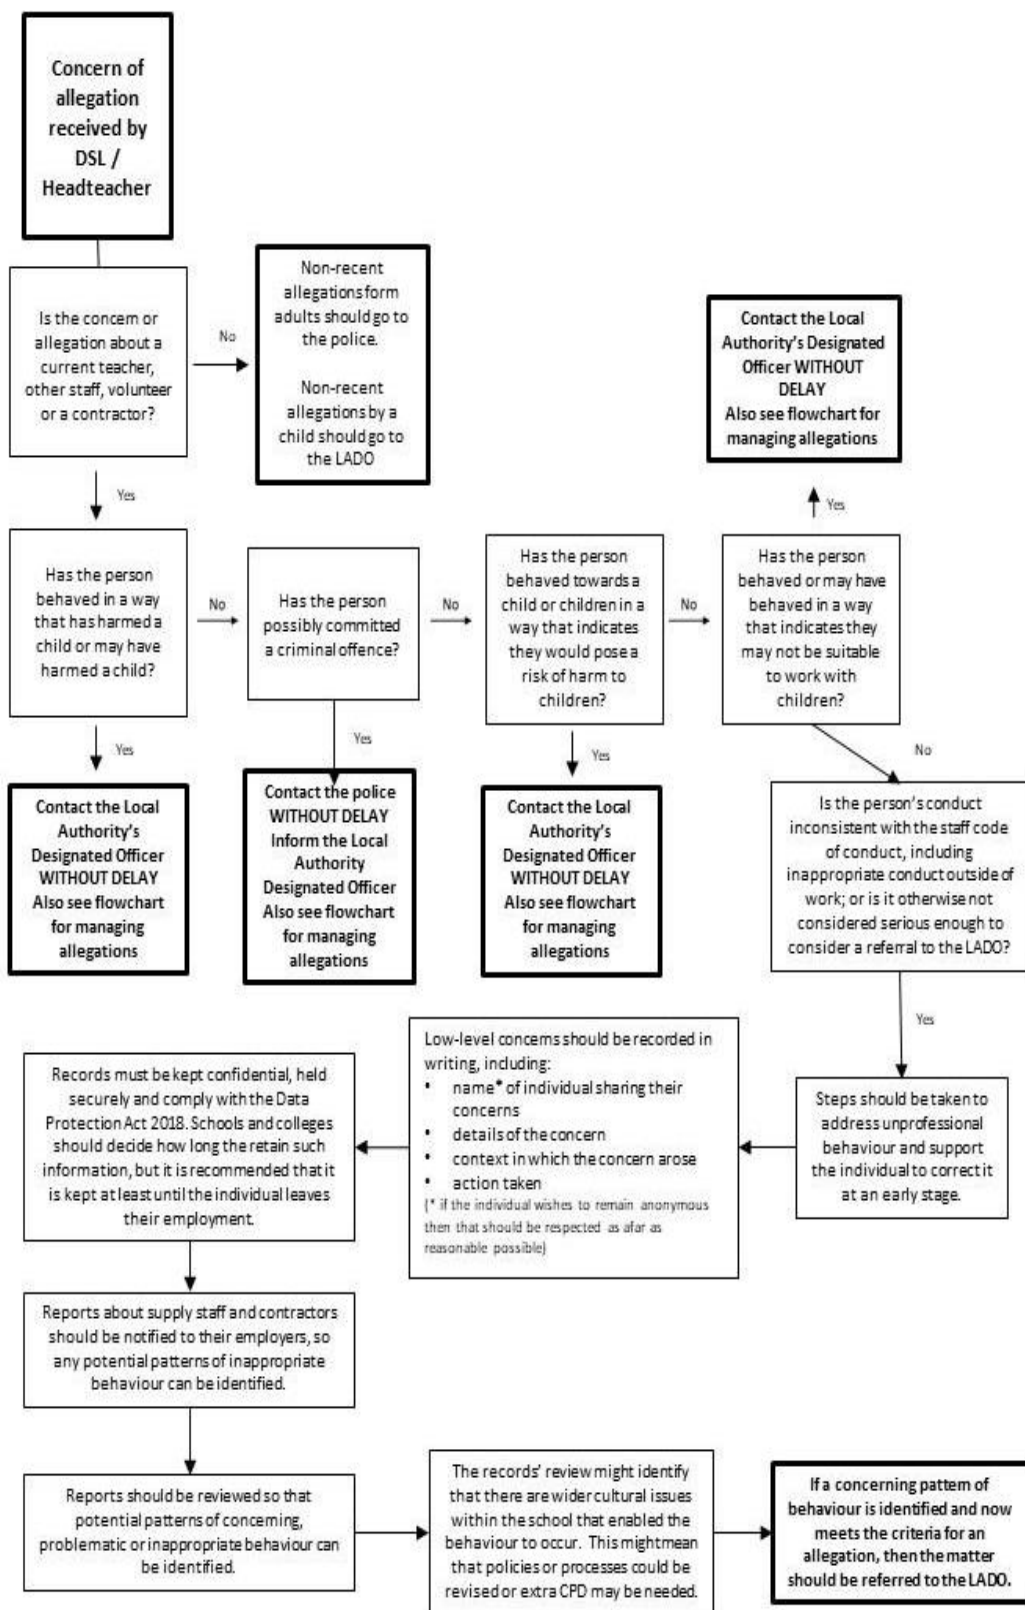 Concern of
allegation
received by
DSL /
Headteacher
Is the concern or
allegation about a
current teacher,
other staff, volunteer
or a contractor?
No
Non-recent
allegations form
adults should go to
the police.
Non-recent
allegations by a
child should go to
the LADO
Contact the Local
Authority's Designated
Officer WITHOUT
DELAY
Also see flowchart for
managing allegations
Yes
Yes
Has the person
behaved in a way
that has harmed a
child or may have
harmed a child?
No
Has the person
possibly committed
a criminal offence?
No
Has the person
behaved towards a
child or children in a
way that indicates
they would pose a
risk of harm to
children?
No
Has the person
behaved or may have
behaved in a way
that indicates they
may not be suitable
to work with
children?
Yes
Yes
Yes
No
Contact the Local
Authority's
Designated Officer
WITHOUT DELAY
Also see flowchart
for managing
allegations
Contact the police
WITHOUT DELAY
Inform the Local
Authority
Designated Officer
Also see flowchart
for managing
allegations
Contact the Local
Authority's
Designated Officer
WITHOUT DELAY
Also see flowchart
for managing
allegations
Is the person's conduct
inconsistent with the staff code
of conduct, including
inappropriate conduct outside of
work; or is it otherwise not
considered serious enough to
consider a referral to the LADO?
Yes
Steps should be taken to
address unprofessional
behaviour and support
the individual to correct it
at an early stage.
Low-level concerns should be recorded in
writing, including:
• name* of individual sharing their
concerns
• details of the concern
• context in which the concern arose
• action taken
(* if the individual wishes to remain anonymous
then that should be respected as afar as
reasonable possible)
Records must be kept confidential, held
securely and comply with the Data
Protection Act 2018. Schools and colleges
should decide how long the retain such
information, but it is recommended that it
is kept at least until the individual leaves
their employment.
Reports about supply staff and contractors
should be notified to their employers, so
any potential patterns of inappropriate
behaviour can be identified.
Reports should be reviewed so that
potential patterns of concerning,
problematic or inappropriate behaviour can
be identified.
The records' review might identify
that there are wider cultural issues
within the school that enabled the
behaviour to occur. This mightmean
that policies or processes could be
revised or extra CPD may be needed.
If a concerning pattern of
behaviour is identified and now
meets the criteria for an
allegation, then the matter
should be referred to the LADO.